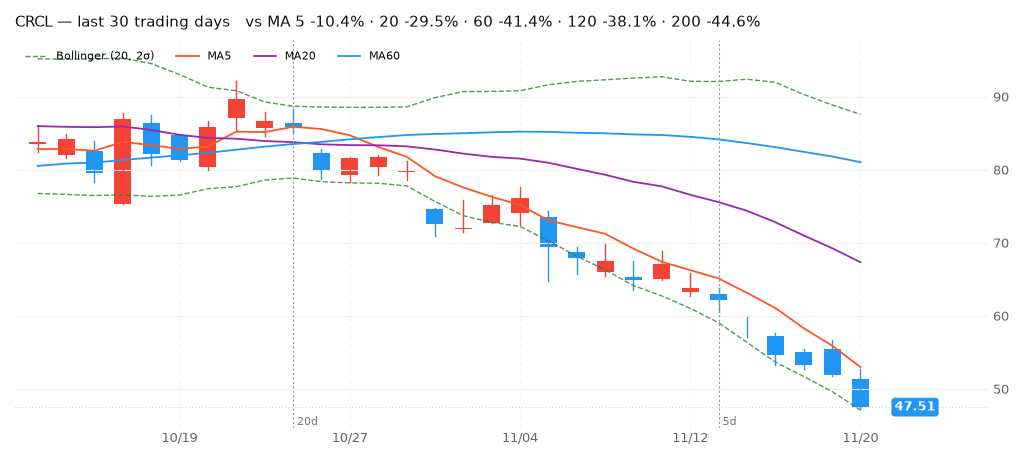 CRCL — last 30 trading days   vs MA 5 -10.4% · 20 -29.5% · 60 -41.4% · 120 -38.1% · 200 -44.6%
Bollinger (20, 2σ) MA5 MA20 MA60
90
80
70
60
50
47.51
20d 5d
10/19 10/27 11/04 11/12 11/20